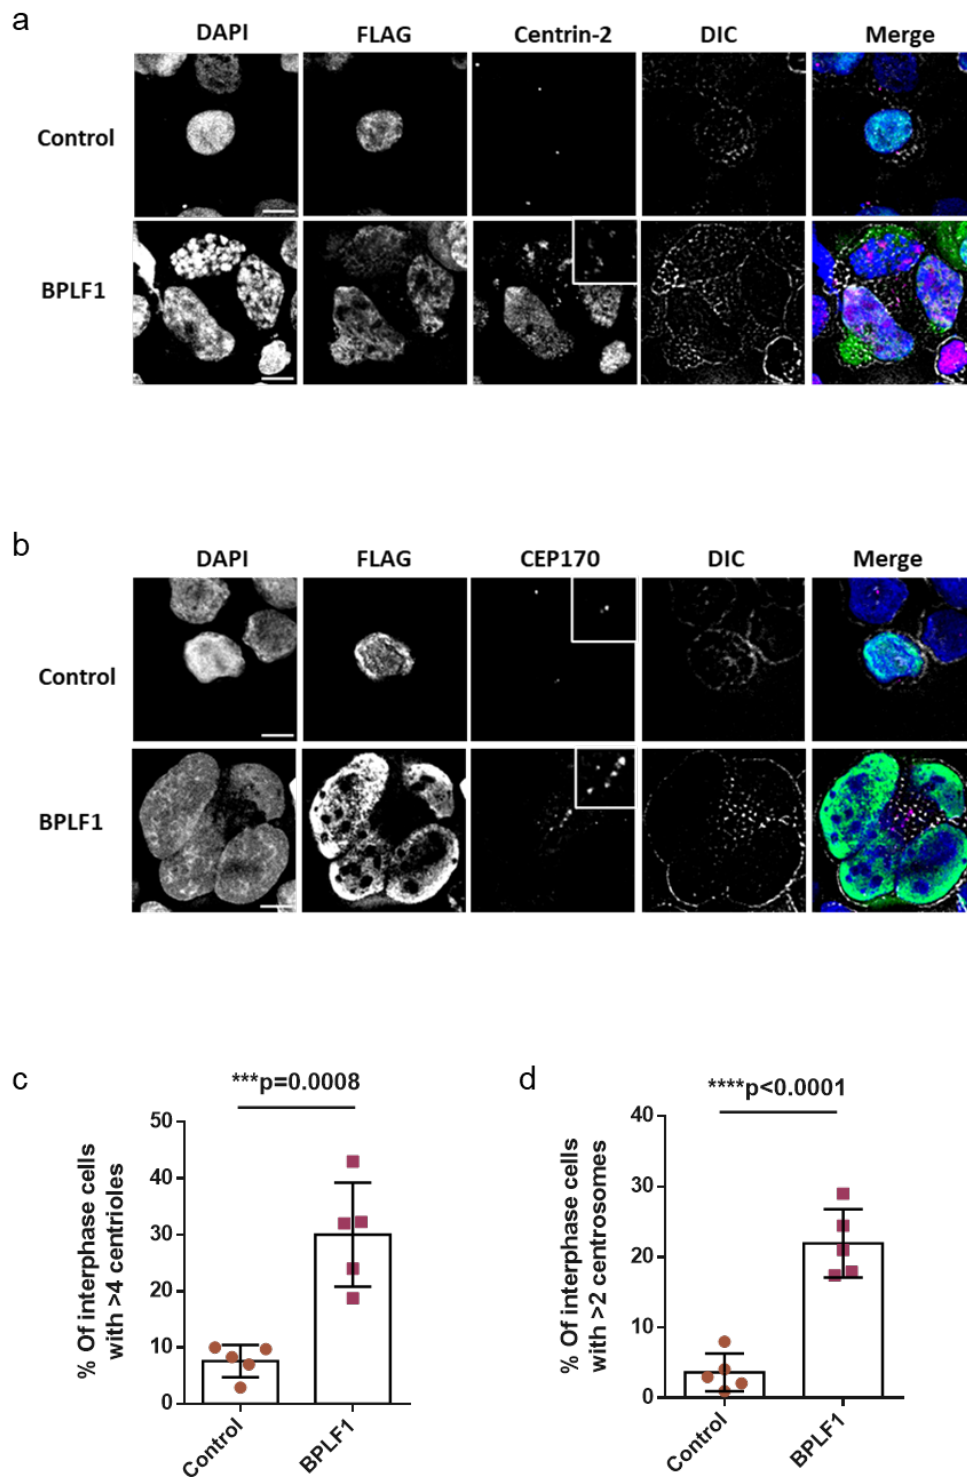 a
DAPI FLAG Centrin-2 DIC Merge
Control
BPLF1
b
DAPI FLAG CEP170 DIC Merge
Control
BPLF1
c
***p=0.0008
% Of interphase cells
with >4 centrioles
50
40
30
20
10
0
Control
BPLF1
d
****p<0.0001
% Of interphase cells
with >2 centrosomes
40
30
20
10
0
Control
BPLF1